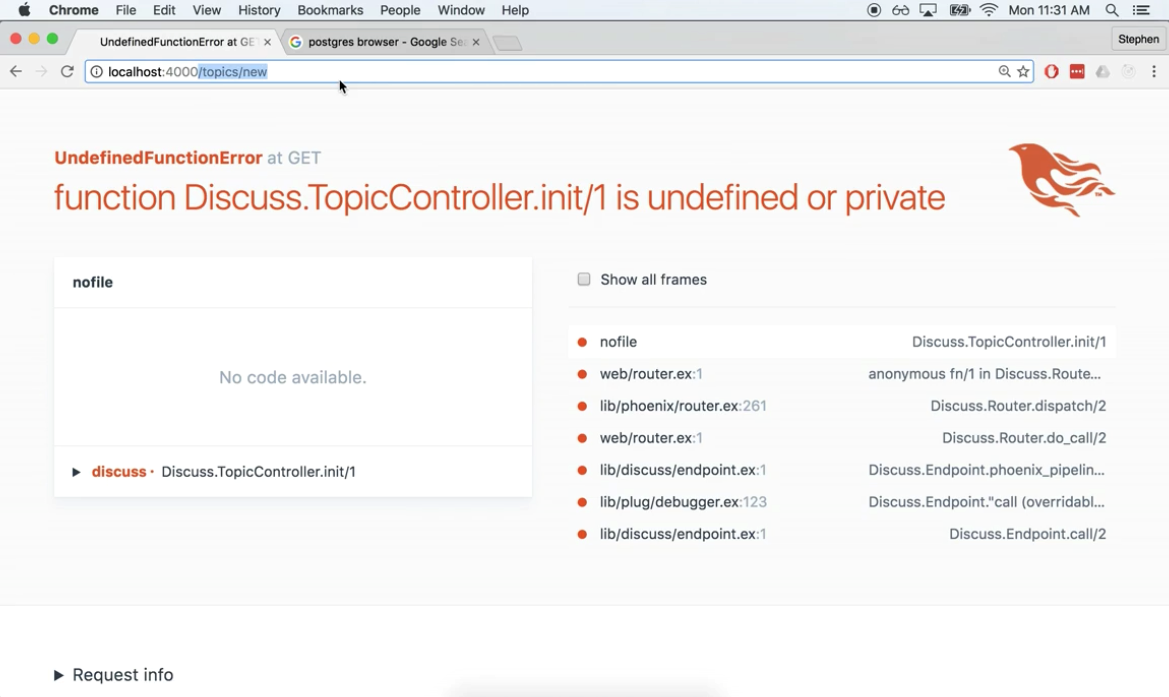 Chrome File Edit View History Bookmarks People Window Help Mon 11:31 AM
UndefinedFunctionError at GET × postgres browser - Google Sea × Stephen
localhost:4000/topics/new
UndefinedFunctionError at GET
function Discuss.TopicController.init/1 is undefined or private
nofile
No code available.
discuss · Discuss.TopicController.init/1
Show all frames
nofile Discuss.TopicController.init/1
web/router.ex:1 anonymous fn/1 in Discuss.Route...
lib/phoenix/router.ex:261 Discuss.Router.dispatch/2
web/router.ex:1 Discuss.Router.do_call/2
lib/discuss/endpoint.ex:1 Discuss.Endpoint.phoenix_pipelin...
lib/plug/debugger.ex:123 Discuss.Endpoint."call (overridabl...
lib/discuss/endpoint.ex:1 Discuss.Endpoint.call/2
Request info